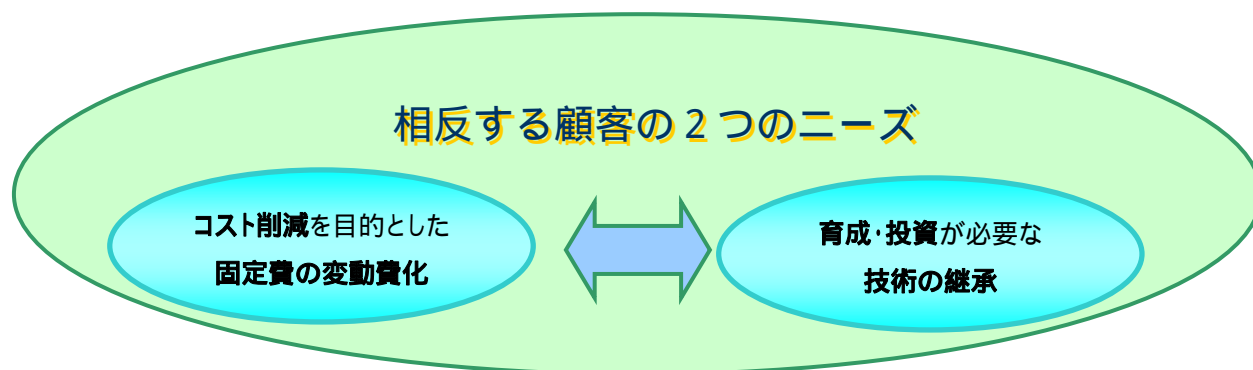 相反する顧客の２つのニーズ
コスト削減を目的とした
固定費の変動費化
育成・投資が必要な
技術の継承